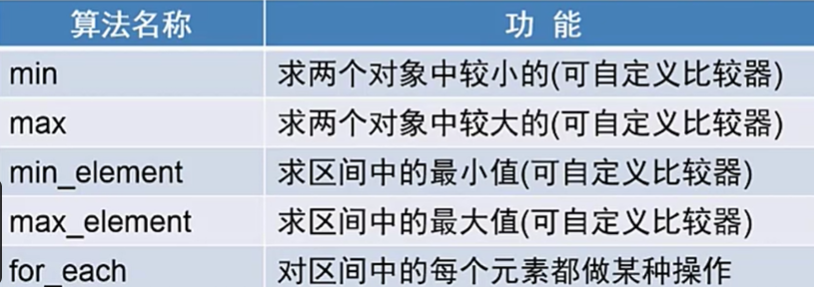 算法名称 功 能
min 求两个对象中较小的(可自定义比较器)
max 求两个对象中较大的(可自定义比较器)
min_element 求区间中的最小值(可自定义比较器)
max_element 求区间中的最大值(可自定义比较器)
for_each 对区间中的每个元素都做某种操作